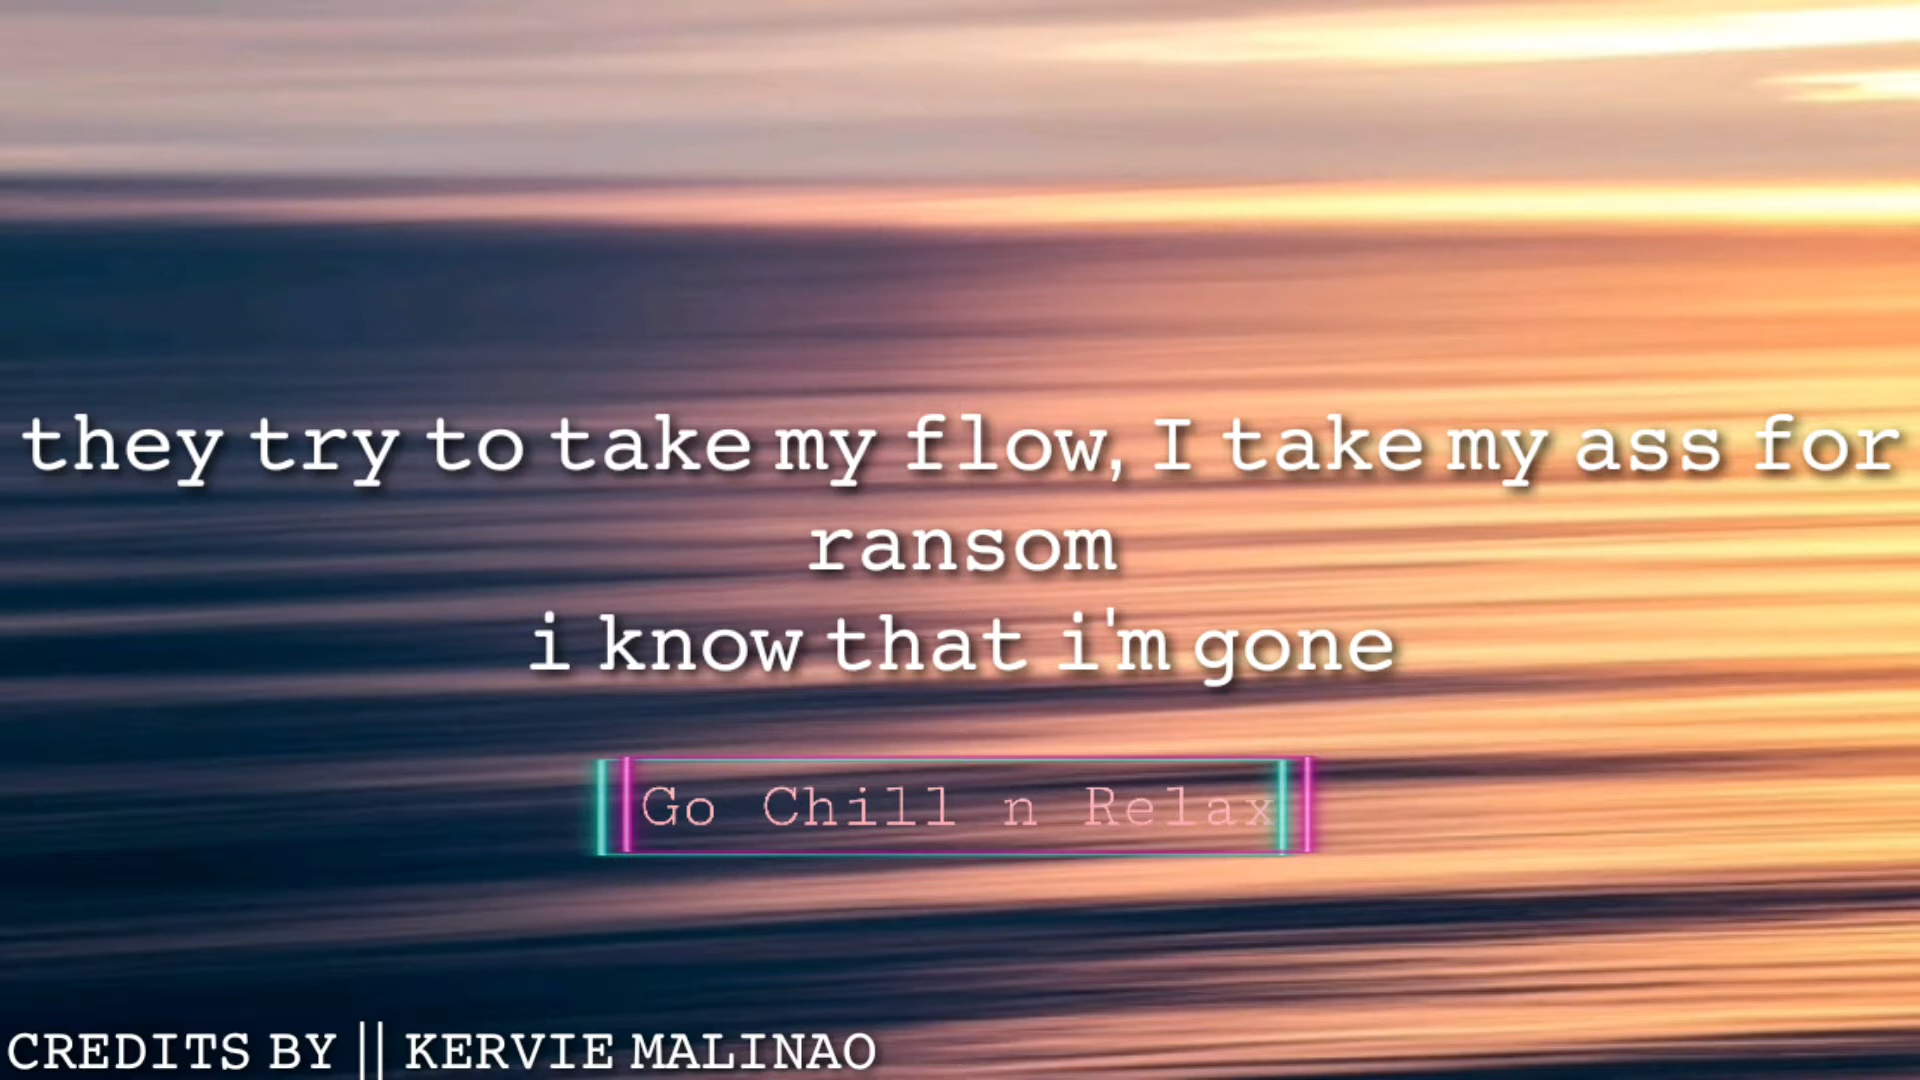 they try to take my flow, I take my ass for
ransom
i know that i'm gone
Go Chill n Relax
CREDITS BY || KERVIE MALINAO